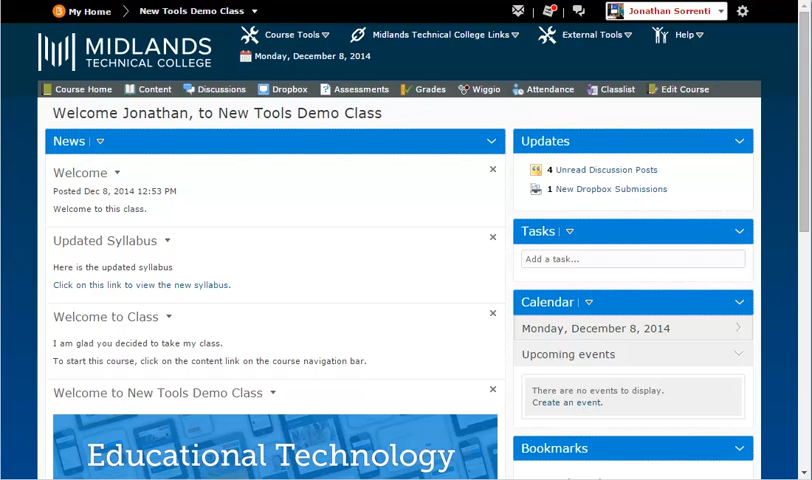 My Home New Tools Demo Class Jonathan Sorrenti
MIDLANDS
TECHNICAL COLLEGE
Course Tools Midlands Technical College Links External Tools Help
Monday, December 8, 2014
Course Home Content Discussions Dropbox Assessments Grades Wiggio Attendance Classlist Edit Course
Welcome Jonathan, to New Tools Demo Class
News
Welcome
Posted Dec 8, 2014 12:53 PM
Welcome to this class.
Updated Syllabus
Here is the updated syllabus
Click on this link to view the new syllabus.
Welcome to Class
I am glad you decided to take my class.
To start this course, click on the content link on the course navigation bar.
Welcome to New Tools Demo Class
Educational Technology
Updates
4 Unread Discussion Posts
1 New Dropbox Submissions
Tasks
Add a task...
Calendar
Monday, December 8, 2014
Upcoming events
There are no events to display.
Create an event.
Bookmarks